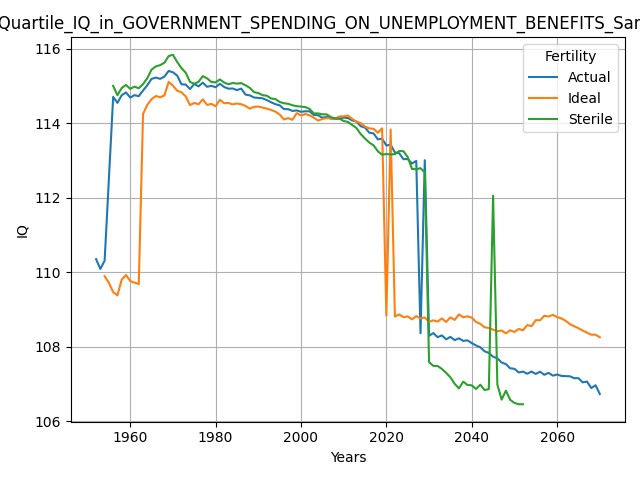 Quartile_IQ_in_GOVERNMENT_SPENDING_ON_UNEMPLOYMENT_BENEFITS_Sar
116
114
112
110
108
106
IQ
1960
1980
2000
2020
2040
2060
Years
Fertility
Actual
Ideal
Sterile